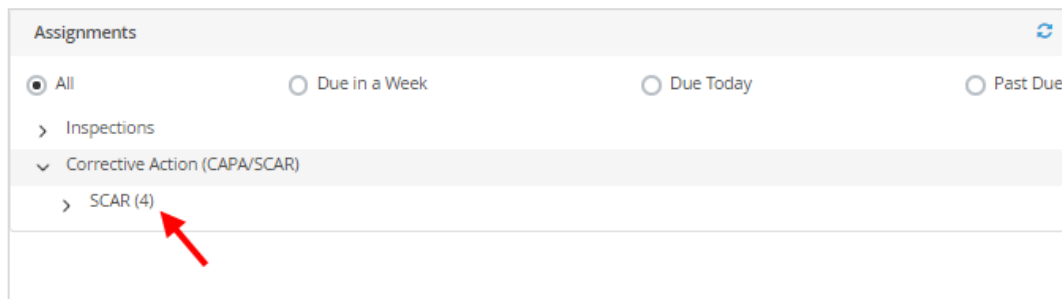 Assignments
All Due in a Week Due Today Past Due
Inspections
Corrective Action (CAPA/SCAR)
SCAR (4)